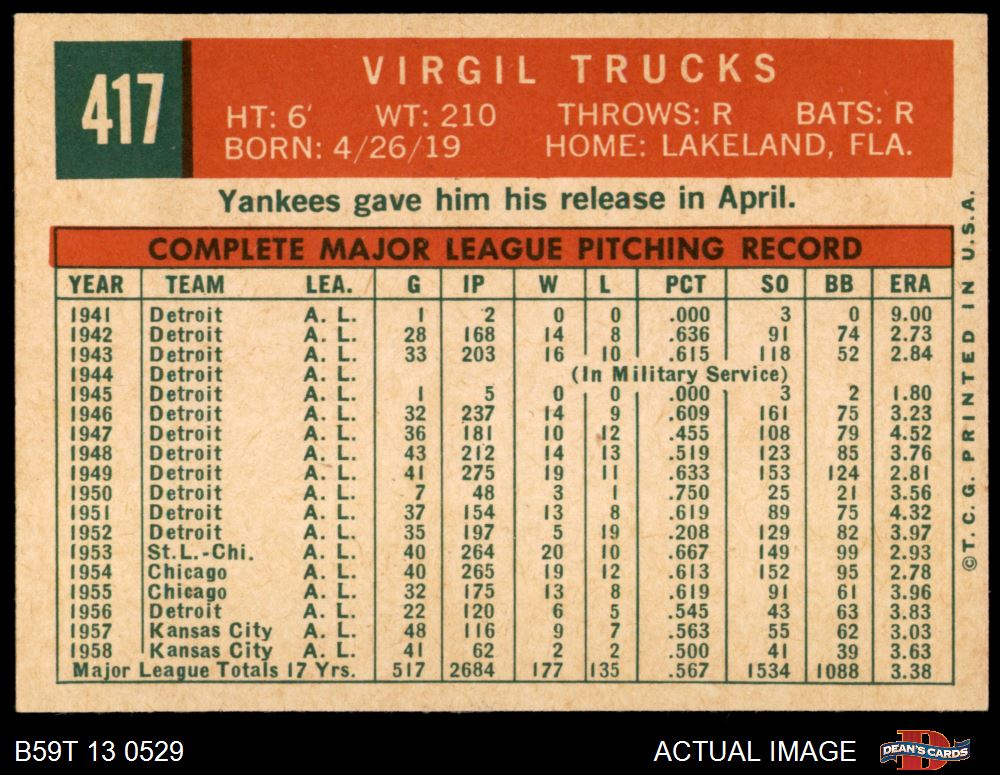 417
VIRGIL TRUCKS
HT: 6' WT: 210 THROWS: R BATS: R
BORN: 4/26/19 HOME: LAKELAND, FLA.
Yankees gave him his release in April.
COMPLETE MAJOR LEAGUE PITCHING RECORD
YEAR TEAM LEA. G IP W L PCT SO BB ERA
1941 Detroit A. L. 1 2 0 0 .000 3 0 9.00
1942 Detroit A. L. 28 168 14 8 .636 91 74 2.73
1943 Detroit A. L. 33 203 16 10 .615 118 52 2.84
1944 Detroit A. L. (In Military Service)
1945 Detroit A. L. 1 5 0 0 .000 3 2 1.80
1946 Detroit A. L. 32 237 14 9 .609 161 75 3.23
1947 Detroit A. L. 36 181 10 12 .455 108 79 4.52
1948 Detroit A. L. 43 212 14 13 .519 123 85 3.76
1949 Detroit A. L. 41 275 19 11 .633 153 124 2.81
1950 Detroit A. L. 7 48 3 1 .750 25 21 3.56
1951 Detroit A. L. 37 154 13 8 .619 89 75 4.32
1952 Detroit A. L. 35 197 5 19 .208 129 82 3.97
1953 St.L.-Chi. A. L. 40 264 20 10 .667 149 99 2.93
1954 Chicago A. L. 40 265 19 12 .613 152 95 2.78
1955 Chicago A. L. 32 175 13 8 .619 91 61 3.96
1956 Detroit A. L. 22 120 6 5 .545 43 63 3.83
1957 Kansas City A. L. 48 116 9 7 .563 55 62 3.03
1958 Kansas City A. L. 41 62 2 2 .500 41 39 3.63
Major League Totals 17 Yrs. 517 2684 177 135 .567 1534 1088 3.38
©T.C.G. PRINTED IN U.S.A.
B59T 13 0529 ACTUAL IMAGE DEAN'S CARDS